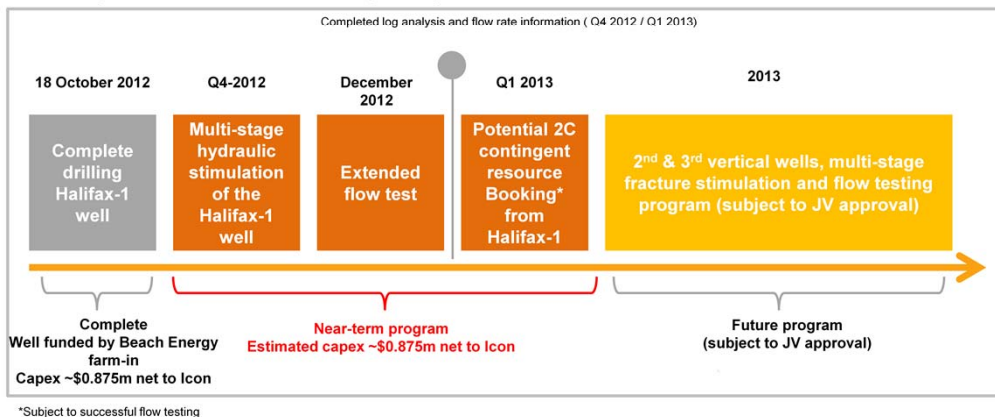 Completed log analysis and flow rate information ( Q4 2012 / Q1 2013)
18 October 2012
Q4-2012
December
2012
Q1 2013
2013
Complete
drilling
Halifax-1
well
Multi-stage
hydraulic
stimulation
of the
Halifax-1
well
Extended
flow test
Potential 2C
contingent
resource
Booking*
from
Halifax-1
2nd & 3rd vertical wells, multi-stage
fracture stimulation and flow testing
program (subject to JV approval)
Complete
Well funded by Beach Energy
farm-in
Capex ~$0.875m net to Icon
Near-term program
Estimated capex ~$0.875m net to Icon
Future program
(subject to JV approval)
*Subject to successful flow testing